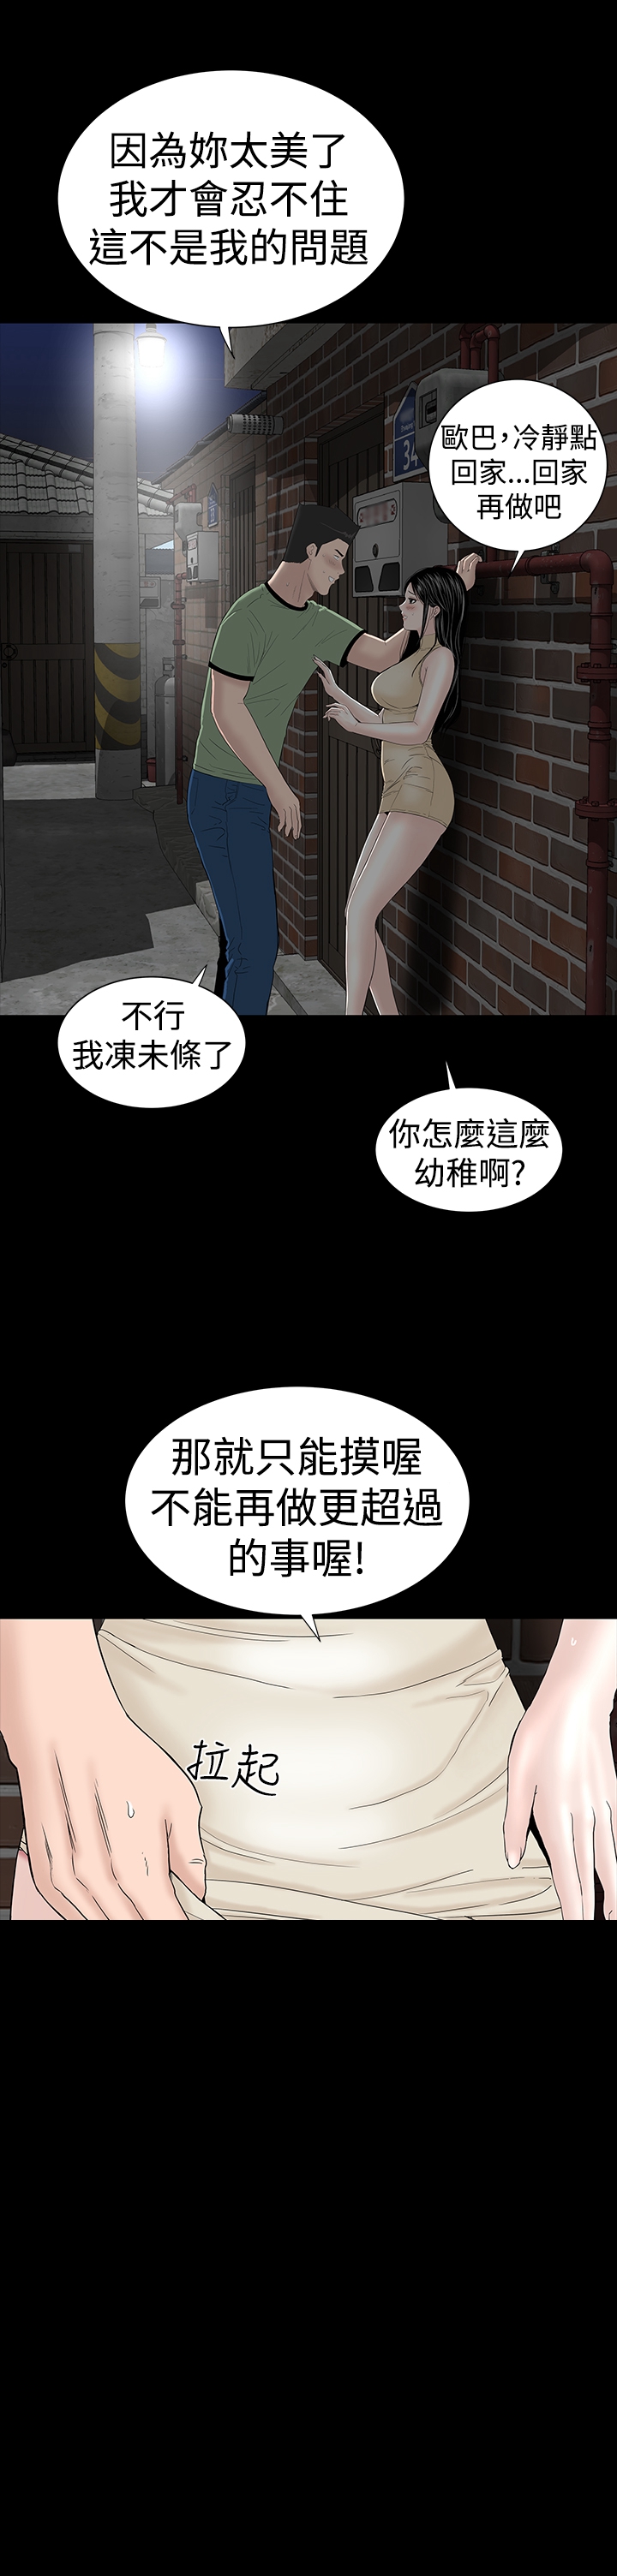 因為妳太美了
我才會忍不住
這不是我的問題
歐巴，冷靜點
回家...回家
再做吧
34
不行
我凍未條了
你怎麼這麼
幼稚啊?
那就只能摸喔
不能再做更超過
的事喔!
拉起